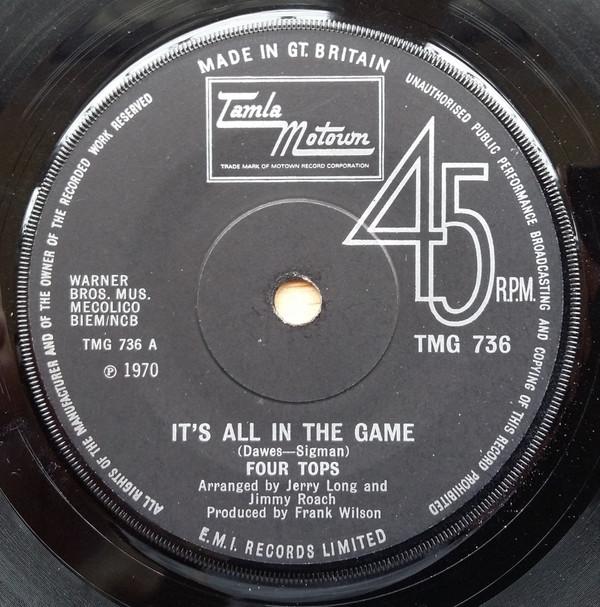 MADE IN GT. BRITAIN
UNAUTHORISED PUBLIC PERFORMANCE BROADCASTING AND COPYING OF THIS RECORD PROHIBITED
ALL RIGHTS OF THE MANUFACTURER AND OF THE OWNER OF THE RECORDED WORK RESERVED
Tamla
Motown
TRADE MARK OF MOTOWN RECORD CORPORATION
45
R.P.M.
WARNER
BROS. MUS.
MECOLICO
BIEM/NCB
TMG 736 A
℗ 1970
TMG 736
IT'S ALL IN THE GAME
(Dawes—Sigman)
FOUR TOPS
Arranged by Jerry Long and
Jimmy Roach
Produced by Frank Wilson
E.M.I. RECORDS LIMITED